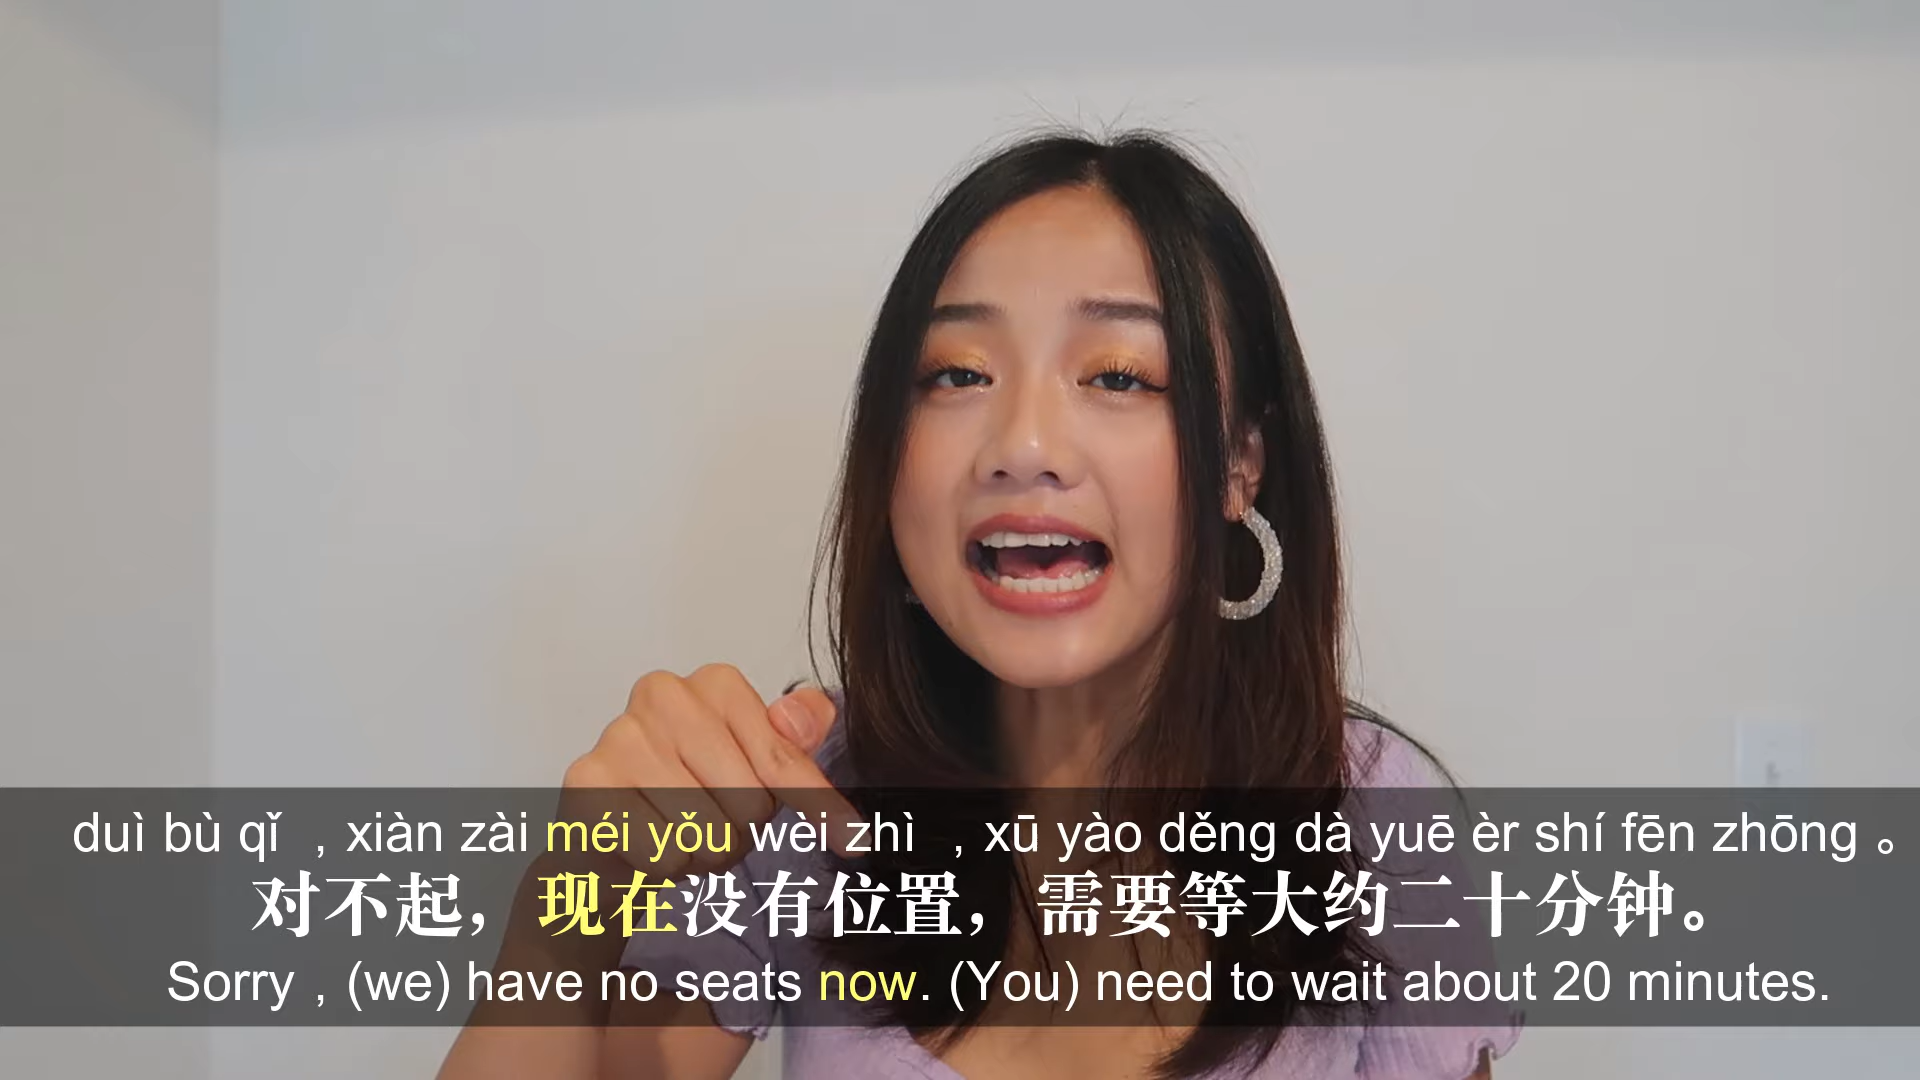 duì bù qǐ , xiàn zài méi yǒu wèi zhì , xū yào děng dà yuē èr shí fēn zhōng 。
对不起，现在没有位置，需要等大约二十分钟。
Sorry , (we) have no seats now. (You) need to wait about 20 minutes.